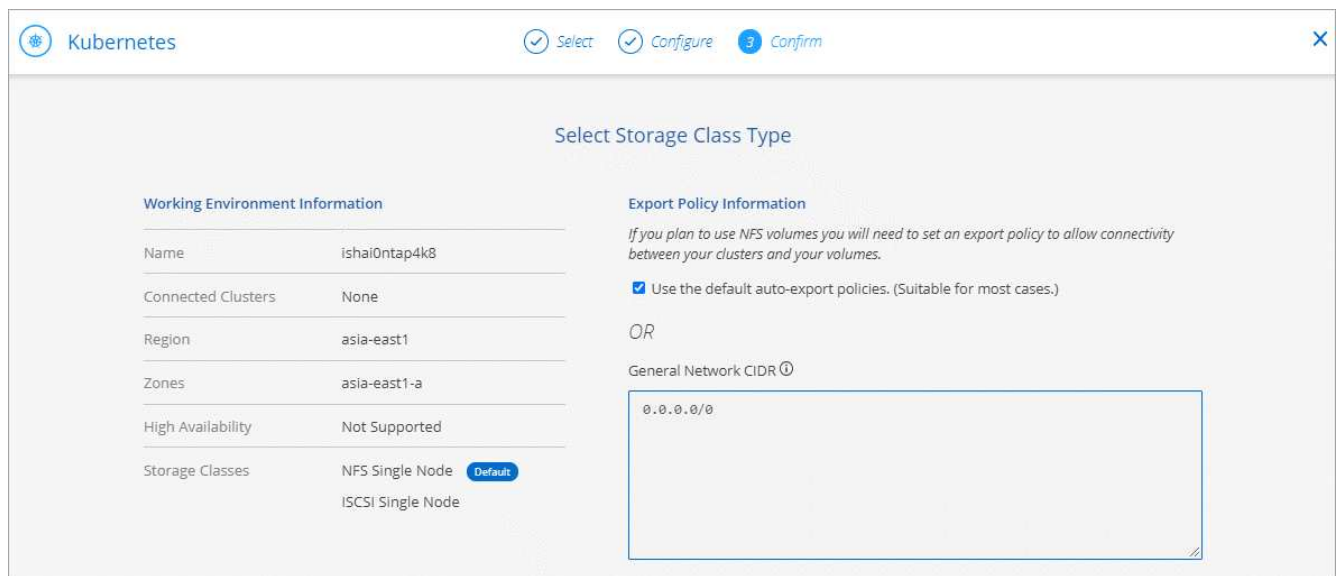 Kubernetes
Select
Configure
3 Confirm
Select Storage Class Type
Working Environment Information
Name ishai0ntap4k8
Connected Clusters None
Region asia-east1
Zones asia-east1-a
High Availability Not Supported
Storage Classes NFS Single Node Default
ISCSI Single Node
Export Policy Information
If you plan to use NFS volumes you will need to set an export policy to allow connectivity
between your clusters and your volumes.
Use the default auto-export policies. (Suitable for most cases.)
OR
General Network CIDR
0.0.0.0/0